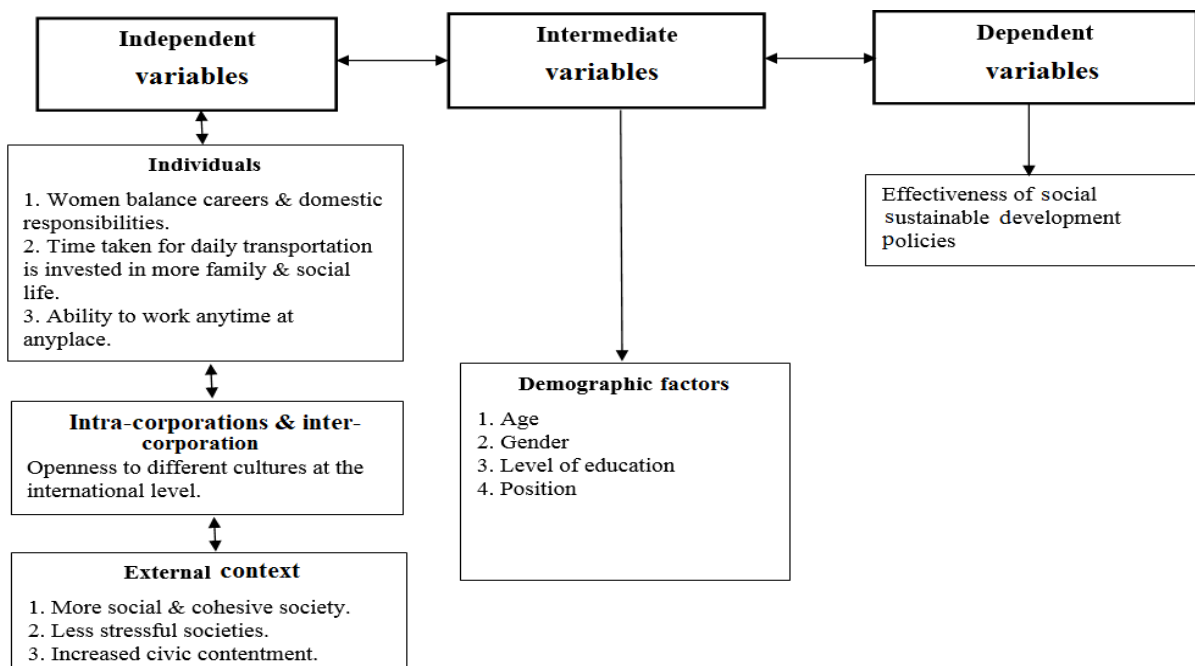 Independent
variables
Intermediate
variables
Dependent
variables
Individuals
1. Women balance careers & domestic
responsibilities.
2. Time taken for daily transportation
is invested in more family & social
life.
3. Ability to work anytime at
anyplace.
Intra-corporations & inter-
corporation
Openness to different cultures at the
international level.
External context
1. More social & cohesive society.
2. Less stressful societies.
3. Increased civic contentment.
Demographic factors
1. Age
2. Gender
3. Level of education
4. Position
Effectiveness of social
sustainable development
policies